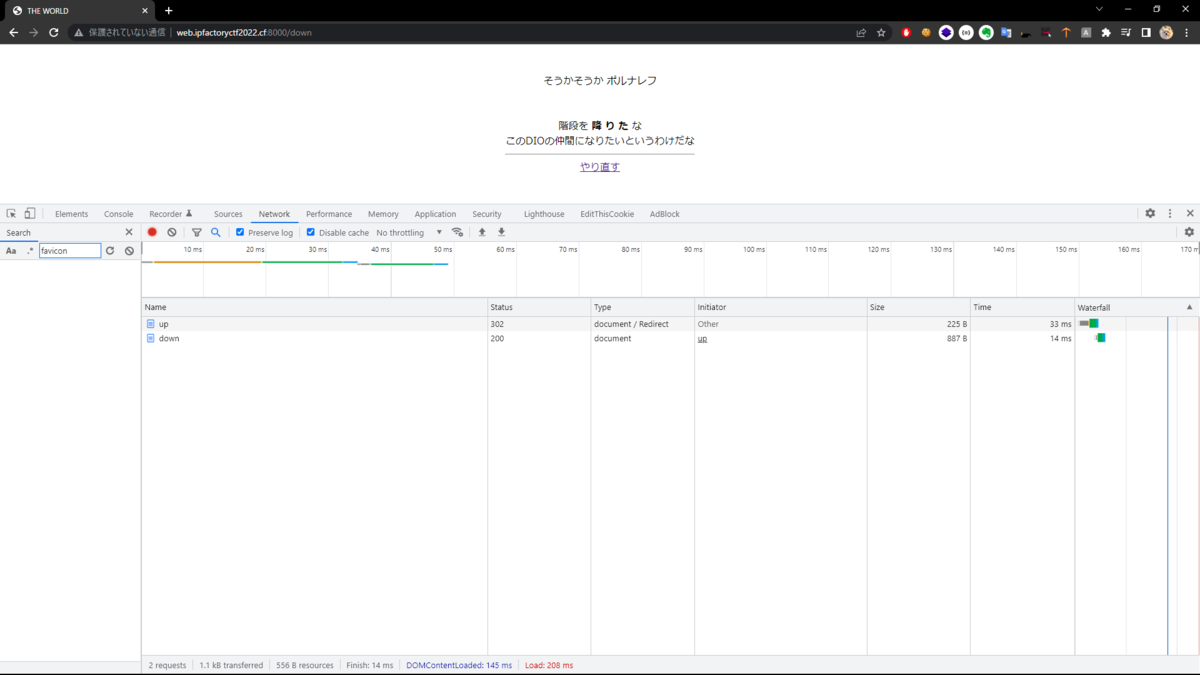 THE WORLD
保護されていない通信 | web.ipfactoryctf2022.cf:8000/down
そうかそうか ポルナレフ
階段を 降 り た な
このDIOの仲間になりたいというわけだな
やり直す
Elements Console Recorder Sources Network Performance Memory Application Security Lighthouse EditThisCookie AdBlock
Search
Preserve log Disable cache No throttling
Aa .* favicon
10 ms 20 ms 30 ms 40 ms 50 ms 60 ms 70 ms 80 ms 90 ms 100 ms 110 ms 120 ms 130 ms 140 ms 150 ms 160 ms 170 m
Name Status Type Initiator Size Time Waterfall
up 302 document / Redirect Other 225 B 33 ms
down 200 document up 887 B 14 ms
2 requests 1.1 kB transferred 556 B resources Finish: 14 ms DOMContentLoaded: 145 ms Load: 208 ms